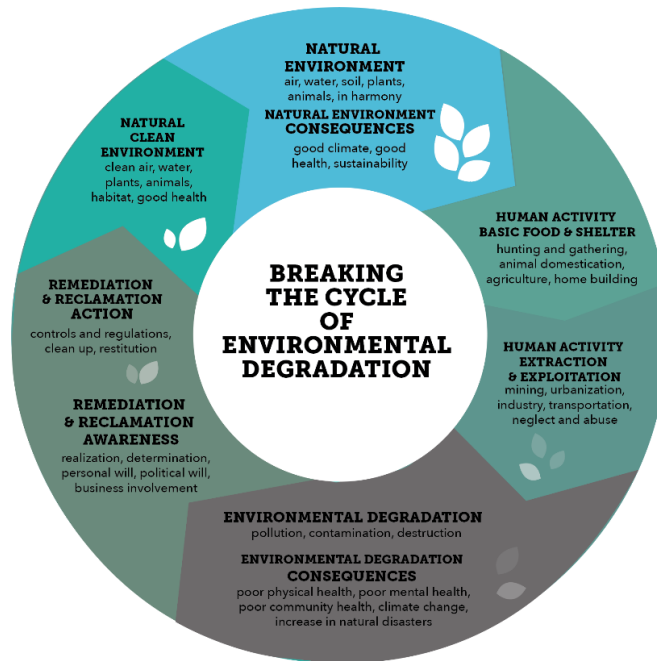 NATURAL
ENVIRONMENT
air, water, soil, plants,
animals, in harmony
NATURAL ENVIRONMENT
CONSEQUENCES
good climate, good
health, sustainability
HUMAN ACTIVITY
BASIC FOOD & SHELTER
hunting and gathering,
animal domestication,
agriculture, home building
HUMAN ACTIVITY
EXTRACTION
& EXPLOITATION
mining, urbanization,
industry, transportation,
neglect and abuse
ENVIRONMENTAL DEGRADATION
pollution, contamination, destruction
ENVIRONMENTAL DEGRADATION
CONSEQUENCES
poor physical health, poor mental health,
poor community health, climate change,
increase in natural disasters
REMEDIATION
& RECLAMATION
AWARENESS
realization, determination,
personal will, political will,
business involvement
REMEDIATION
& RECLAMATION
ACTION
controls and regulations,
clean up, restitution
NATURAL
CLEAN
ENVIRONMENT
clean air, water,
plants, animals,
habitat, good health
BREAKING
THE CYCLE
OF
ENVIRONMENTAL
DEGRADATION